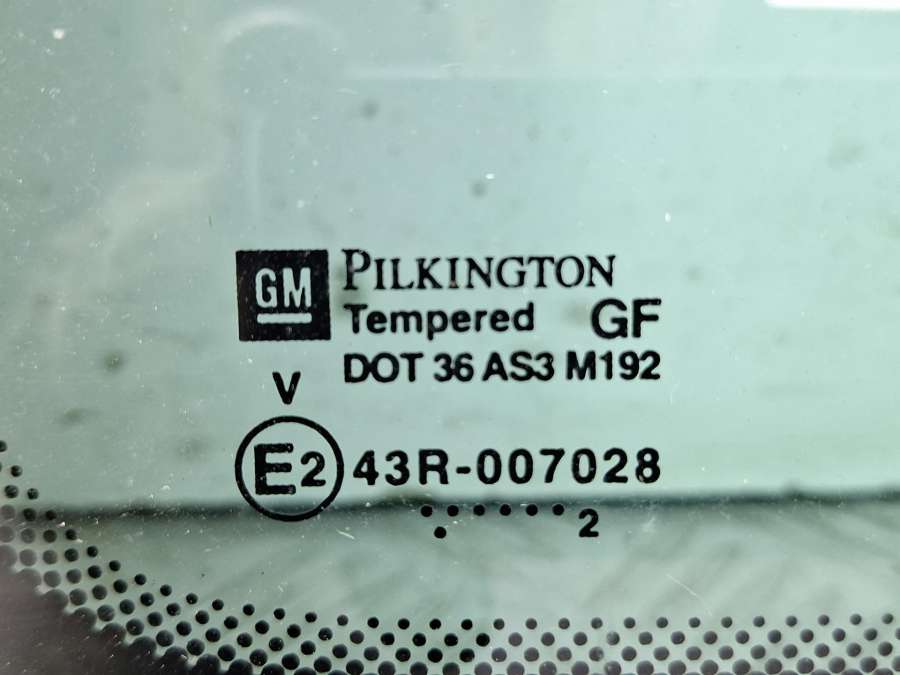 GM PILKINGTON
Tempered GF
DOT 36 AS3 M192
V
E2 43R-007028
2